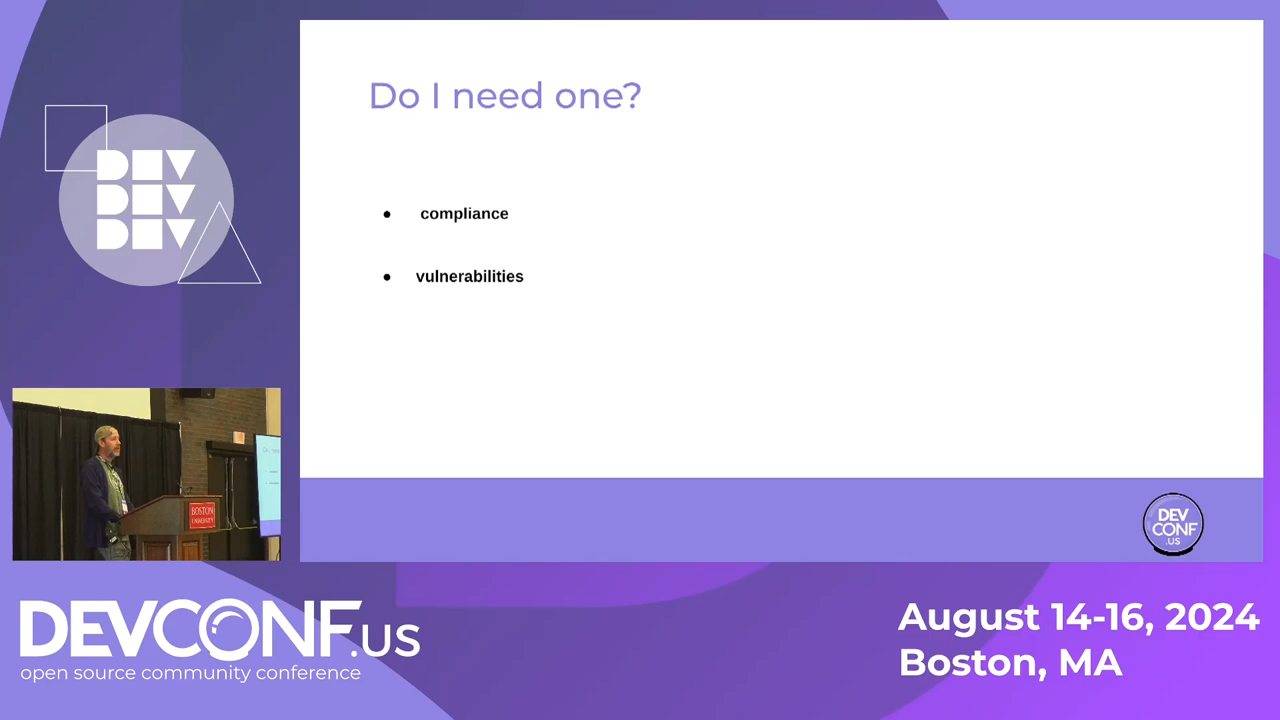 Do I need one?
● compliance
● vulnerabilities
DEV
DEV
DEV
BOSTON
UNIVERSITY
DEV
CONF
.US
DEVCONF.US
open source community conference
August 14-16, 2024
Boston, MA